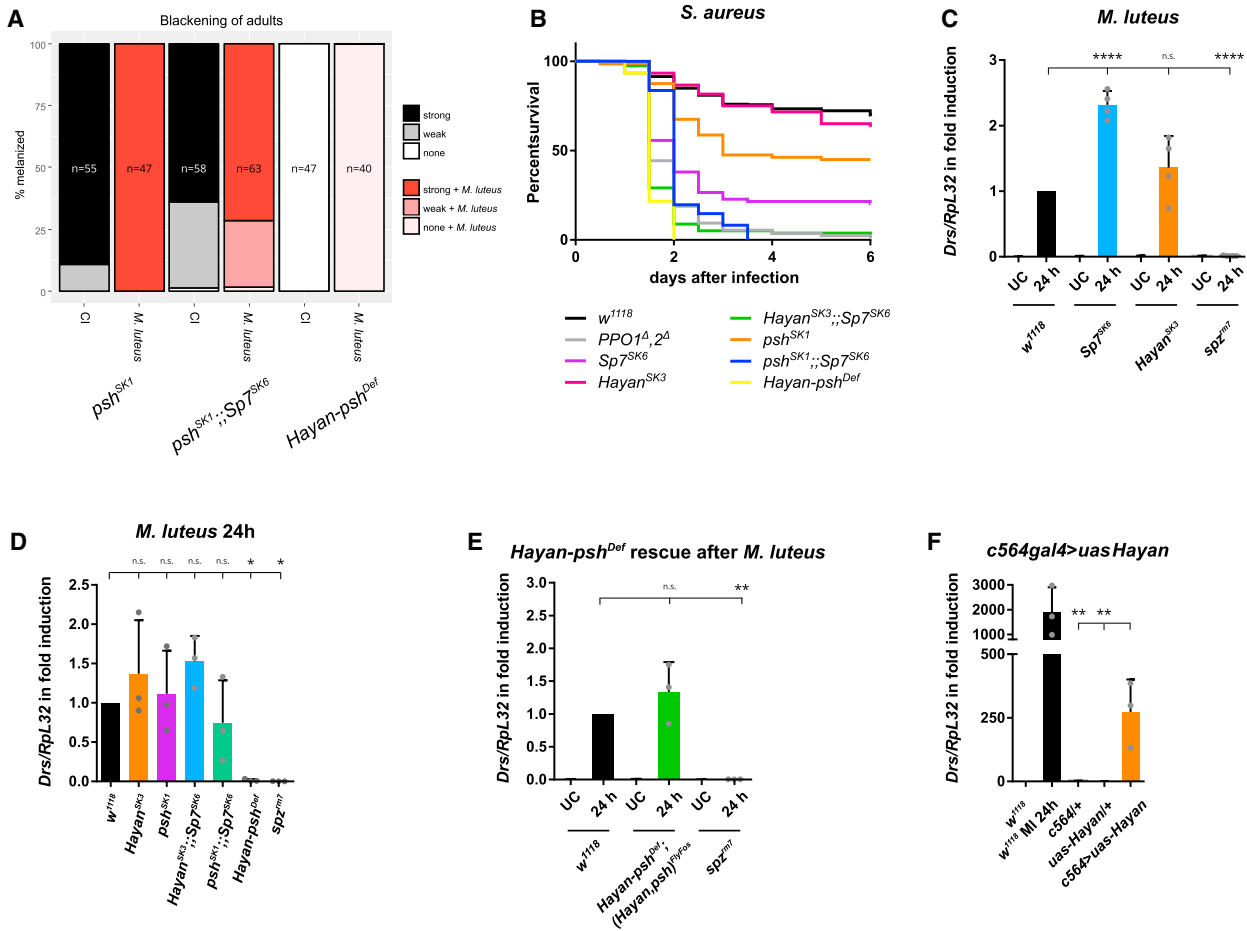 A
Blackening of adults
% melanized
100
75
50
25
0
n=55
n=47
n=58
n=63
n=47
n=40
CI
M. luteus
CI
M. luteus
CI
M. luteus
psh^SK1
psh^SK1;;Sp7^SK6
Hayan-psh^Def
strong
weak
none
strong + M. luteus
weak + M. luteus
none + M. luteus
B
S. aureus
Percentsurvival
100
50
0
0
2
4
6
days after infection
w^1118
PPO1^Δ,2^Δ
Sp7^SK6
Hayan^SK3
Hayan^SK3;;Sp7^SK6
psh^SK1
psh^SK1;;Sp7^SK6
Hayan-psh^Def
C
M. luteus
Drs/RpL32 in fold induction
3
2
1
0
****
n.s.
****
UC
24 h
UC
24 h
UC
24 h
UC
24 h
w^1118
Sp7^SK6
Hayan^SK3
spz^rm7
D
M. luteus 24h
Drs/RpL32 in fold induction
2.5
2.0
1.5
1.0
0.5
0.0
n.s.
n.s.
n.s.
n.s.
*
*
w^1118
Hayan^SK3
psh^SK1
Hayan^SK3;;Sp7^SK6
psh^SK1;;Sp7^SK6
Hayan-psh^Def
spz^rm7
E
Hayan-psh^Def rescue after M. luteus
Drs/RpL32 in fold induction
3.0
2.5
2.0
1.5
1.0
0.5
0.0
n.s.
**
UC
24 h
UC
24 h
UC
24 h
w^1118
Hayan-psh^Def;
(Hayan,psh)^FlyFos
spz^rm7
F
c564gal4>uas Hayan
Drs/RpL32 in fold induction
3000
2000
1000
500
250
0
**
**
w^1118
w^1118 MI 24h
c564/+
uas-Hayan/+
c564>uas-Hayan